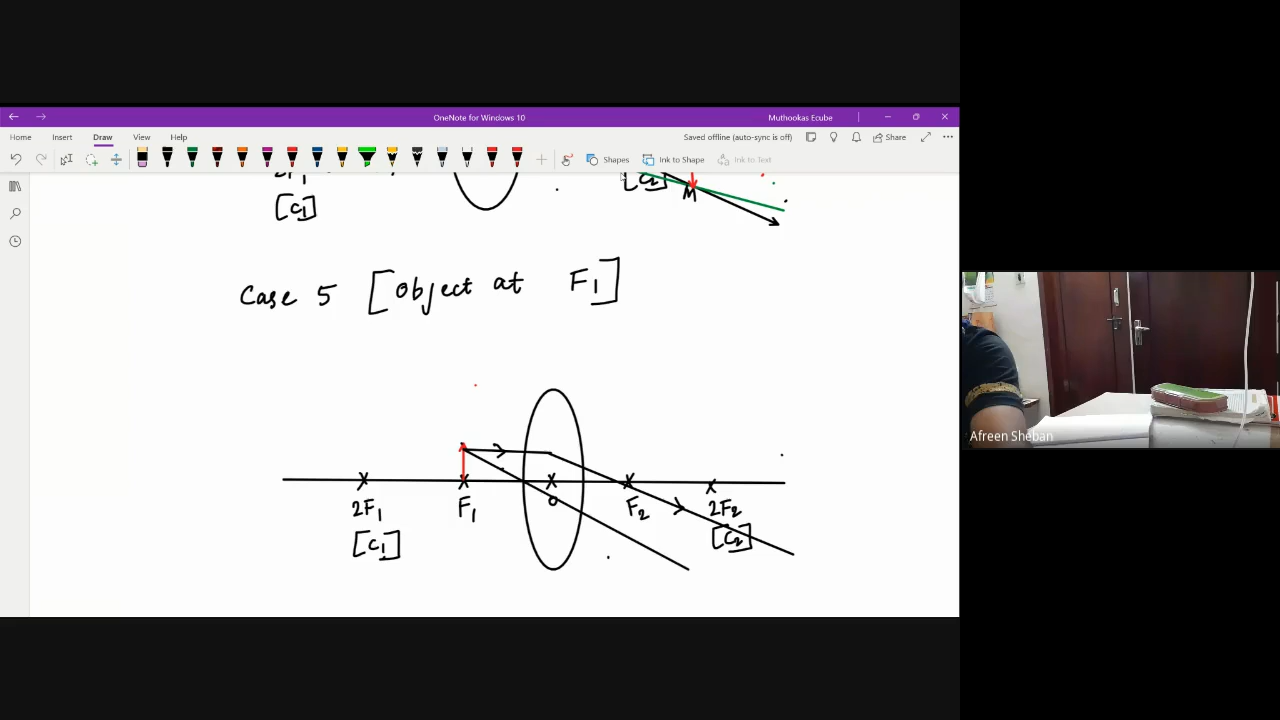 OneNote for Windows 10
Muthookas Ecube
Home Insert Draw View Help
Saved offline (auto-sync is off)
Share
Shapes
Ink to Shape
Ink to Text
2F1
[C1]
[C2]
M
Case 5 [Object at F1]
2F1
[C1]
F1
O
F2
2F2
[C2]
Afreen Sheban